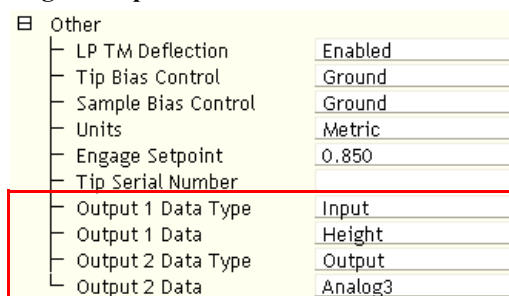 Other
LP TM Deflection Enabled
Tip Bias Control Ground
Sample Bias Control Ground
Units Metric
Engage Setpoint 0.850
Tip Serial Number
Output 1 Data Type Input
Output 1 Data Height
Output 2 Data Type Output
Output 2 Data Analog3